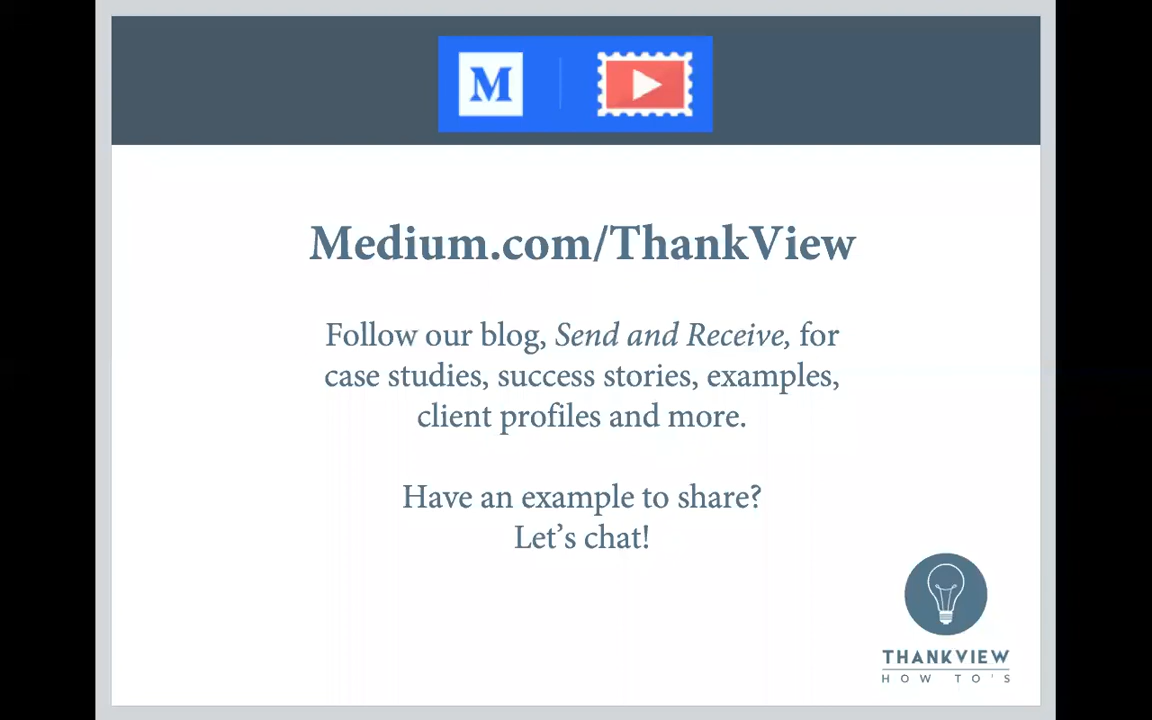 M
Medium.com/ThankView
Follow our blog, Send and Receive, for
case studies, success stories, examples,
client profiles and more.
Have an example to share?
Let’s chat!
THANKVIEW
HOW TO'S